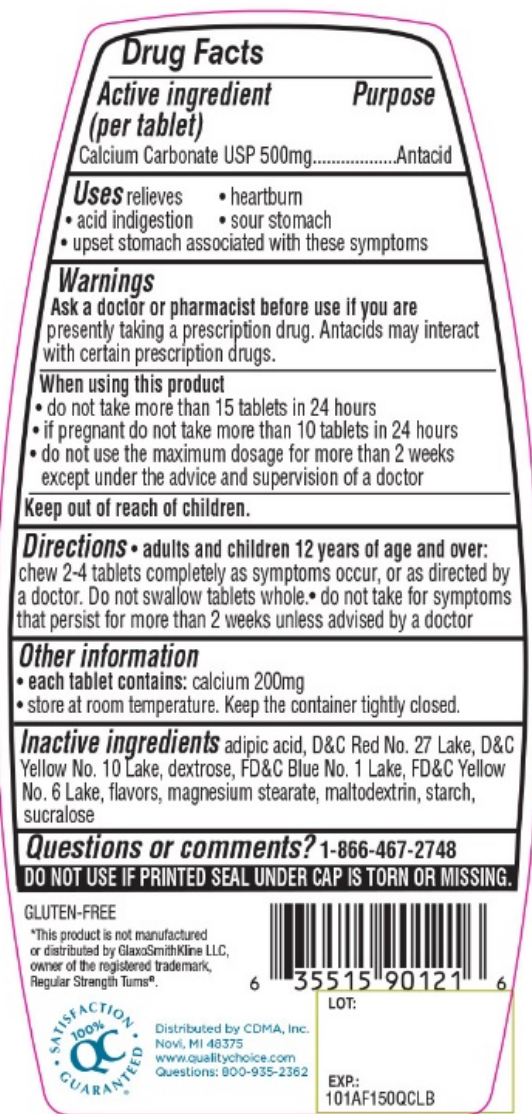 Drug Facts
Active ingredient Purpose
(per tablet)
Calcium Carbonate USP 500mg..................Antacid
Uses relieves • heartburn
• acid indigestion • sour stomach
• upset stomach associated with these symptoms
Warnings
Ask a doctor or pharmacist before use if you are
presently taking a prescription drug. Antacids may interact
with certain prescription drugs.
When using this product
• do not take more than 15 tablets in 24 hours
• if pregnant do not take more than 10 tablets in 24 hours
• do not use the maximum dosage for more than 2 weeks
except under the advice and supervision of a doctor
Keep out of reach of children.
Directions • adults and children 12 years of age and over:
chew 2-4 tablets completely as symptoms occur, or as directed by
a doctor. Do not swallow tablets whole.• do not take for symptoms
that persist for more than 2 weeks unless advised by a doctor
Other information
• each tablet contains: calcium 200mg
• store at room temperature. Keep the container tightly closed.
Inactive ingredients adipic acid, D&C Red No. 27 Lake, D&C
Yellow No. 10 Lake, dextrose, FD&C Blue No. 1 Lake, FD&C Yellow
No. 6 Lake, flavors, magnesium stearate, maltodextrin, starch,
sucralose
Questions or comments? 1-866-467-2748
DO NOT USE IF PRINTED SEAL UNDER CAP IS TORN OR MISSING.
GLUTEN-FREE
*This product is not manufactured
or distributed by GlaxoSmithKline LLC,
owner of the registered trademark,
Regular Strength Tums®.
6 35515 90121 6
SATISFACTION
100%
QC
GUARANTEED
Distributed by CDMA, Inc.
Novi, MI 48375
www.qualitychoice.com
Questions: 800-935-2362
LOT:
EXP.:
101AF150QCLB